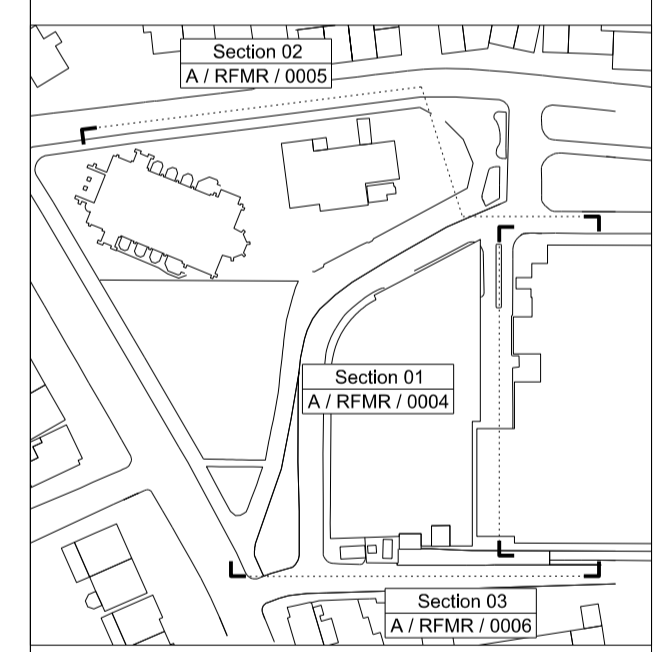 Section 02
A / RFMR / 0005
Section 01
A / RFMR / 0004
Section 03
A / RFMR / 0006